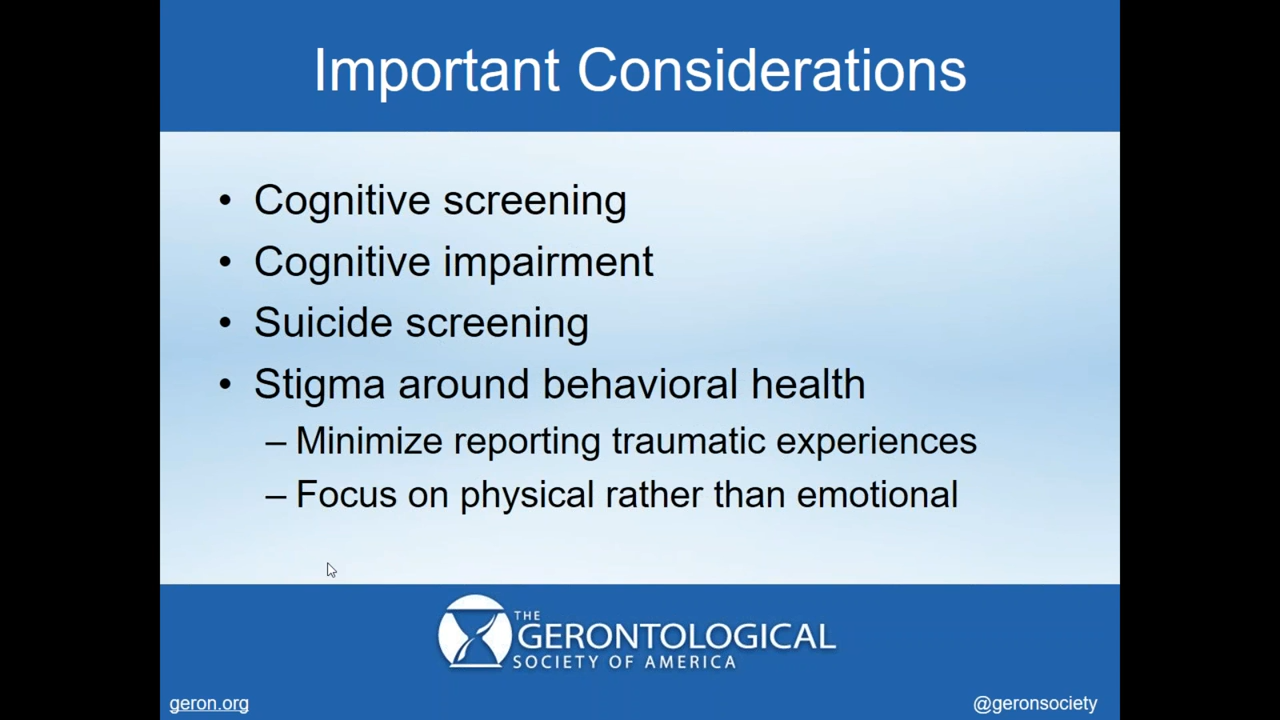 Important Considerations
• Cognitive screening
• Cognitive impairment
• Suicide screening
• Stigma around behavioral health
– Minimize reporting traumatic experiences
– Focus on physical rather than emotional
THE
GERONTOLOGICAL
SOCIETY OF AMERICA
geron.org
@geronsociety